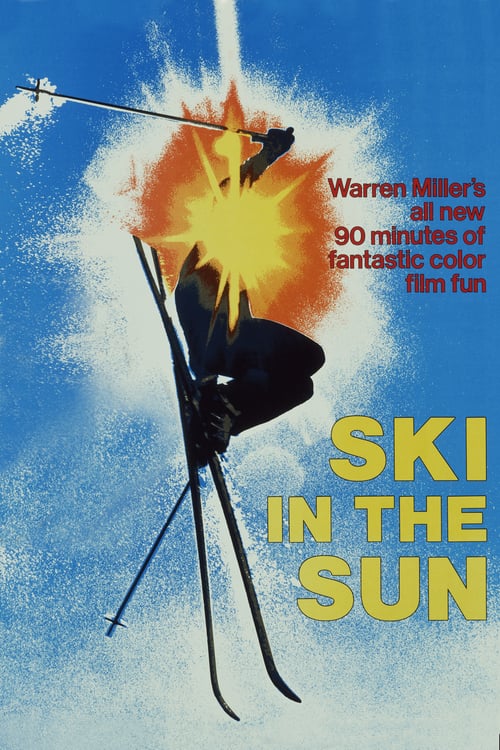 Warren Miller's
all new
90 minutes of
fantastic color
film fun
SKI
IN THE
SUN